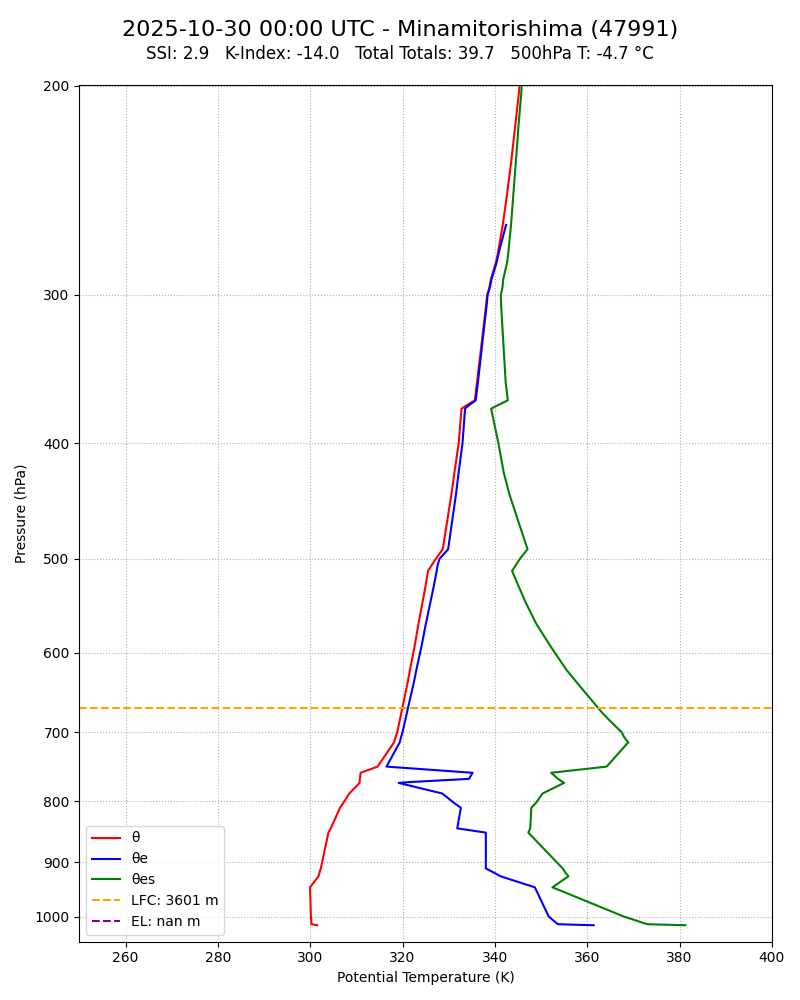 2025-10-30 00:00 UTC - Minamitorishima (47991)
SSI: 2.9   K-Index: -14.0   Total Totals: 39.7   500hPa T: -4.7 °C
200
300
400
500
600
700
800
900
1000
Pressure (hPa)
θ
θe
θes
LFC: 3601 m
EL: nan m
260 280 300 320 340 360 380 400
Potential Temperature (K)